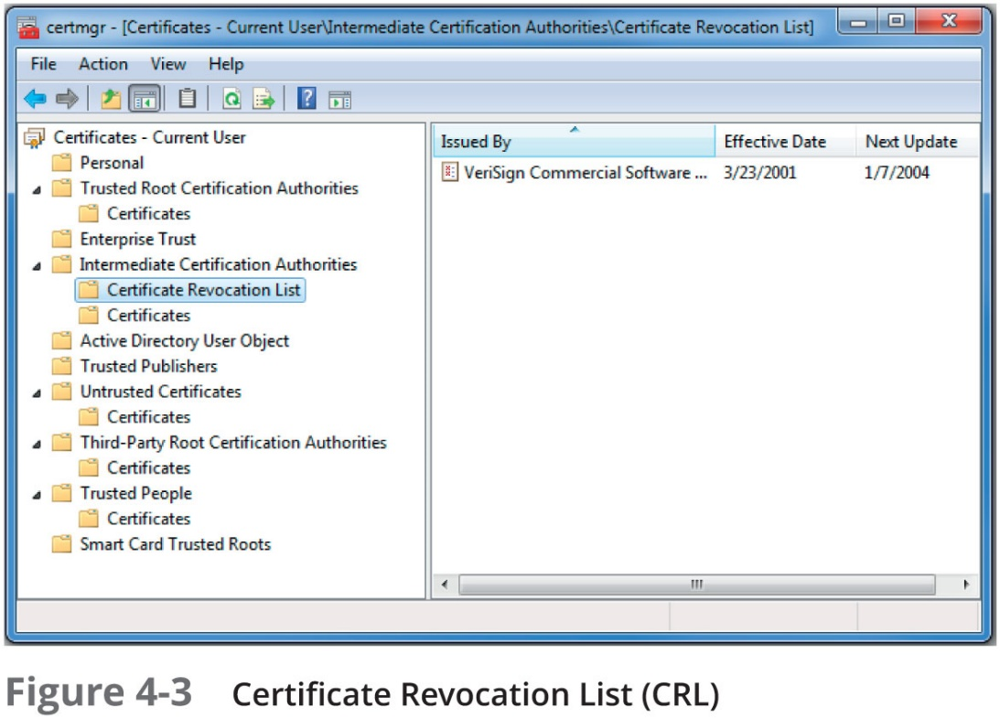 certmgr - [Certificates - Current User\Intermediate Certification Authorities\Certificate Revocation List]
File Action View Help
Certificates - Current User
Personal
Trusted Root Certification Authorities
Certificates
Enterprise Trust
Intermediate Certification Authorities
Certificate Revocation List
Certificates
Active Directory User Object
Trusted Publishers
Untrusted Certificates
Certificates
Third-Party Root Certification Authorities
Certificates
Trusted People
Certificates
Smart Card Trusted Roots
Issued By Effective Date Next Update
VeriSign Commercial Software ... 3/23/2001 1/7/2004
Figure 4-3 Certificate Revocation List (CRL)